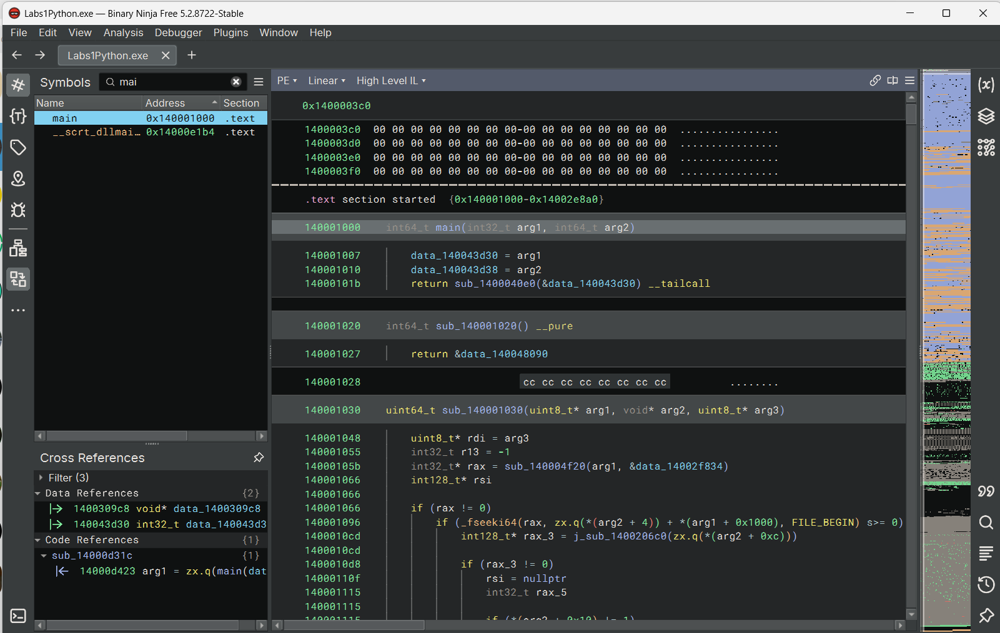 Labs1Python.exe — Binary Ninja Free 5.2.8722-Stable
File Edit View Analysis Debugger Plugins Window Help
Labs1Python.exe
Symbols
mai
Name Address Section
main 0x140001000 .text
__scrt_dllmai… 0x14000e1b4 .text
Cross References
Filter (3)
Data References {2}
|→ 1400309c8 void* data_1400309c8
|→ 140043d30 int32_t data_140043d3
Code References {1}
sub_14000d31c {1}
|← 14000d423 arg1 = zx.q(main(dat
PE Linear High Level IL
0x1400003c0
1400003c0 00 00 00 00 00 00 00 00-00 00 00 00 00 00 00 00 ................
1400003d0 00 00 00 00 00 00 00 00-00 00 00 00 00 00 00 00 ................
1400003e0 00 00 00 00 00 00 00 00-00 00 00 00 00 00 00 00 ................
1400003f0 00 00 00 00 00 00 00 00-00 00 00 00 00 00 00 00 ................
.text section started {0x140001000-0x14002e8a0}
140001000 int64_t main(int32_t arg1, int64_t arg2)
140001007 data_140043d30 = arg1
140001010 data_140043d38 = arg2
14000101b return sub_1400040e0(&data_140043d30) __tailcall
140001020 int64_t sub_140001020() __pure
140001027 return &data_140048090
140001028 cc cc cc cc cc cc cc cc ........
140001030 uint64_t sub_140001030(uint8_t* arg1, void* arg2, uint8_t* arg3)
140001048 uint8_t* rdi = arg3
140001055 int32_t r13 = -1
14000105b int32_t* rax = sub_140004f20(arg1, &data_14002f834)
140001066 int128_t* rsi
140001066
140001066 if (rax != 0)
140001096 if (_fseeki64(rax, zx.q(*(arg2 + 4)) + *(arg1 + 0x1000), FILE_BEGIN) s>= 0)
1400010cd int128_t* rax_3 = j_sub_1400206c0(zx.q(*(arg2 + 0xc)))
1400010cd
1400010d8 if (rax_3 != 0)
14000110f rsi = nullptr
140001115 int32_t rax_5
140001115
140001115 if (*(arg2 + 0x10) != 1)